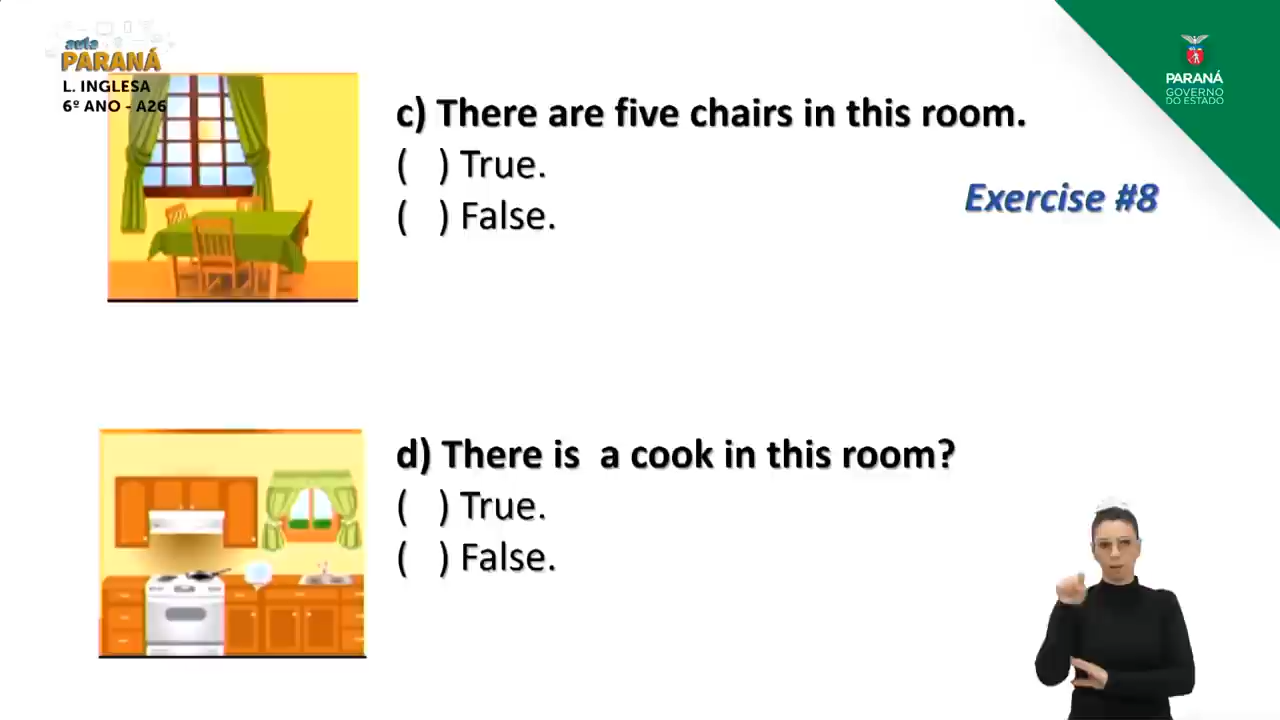 aula
PARANÁ
L. INGLESA
6º ANO - A26
PARANÁ
GOVERNO
DO ESTADO
c) There are five chairs in this room.
( ) True.
( ) False.
Exercise #8
d) There is  a cook in this room?
( ) True.
( ) False.